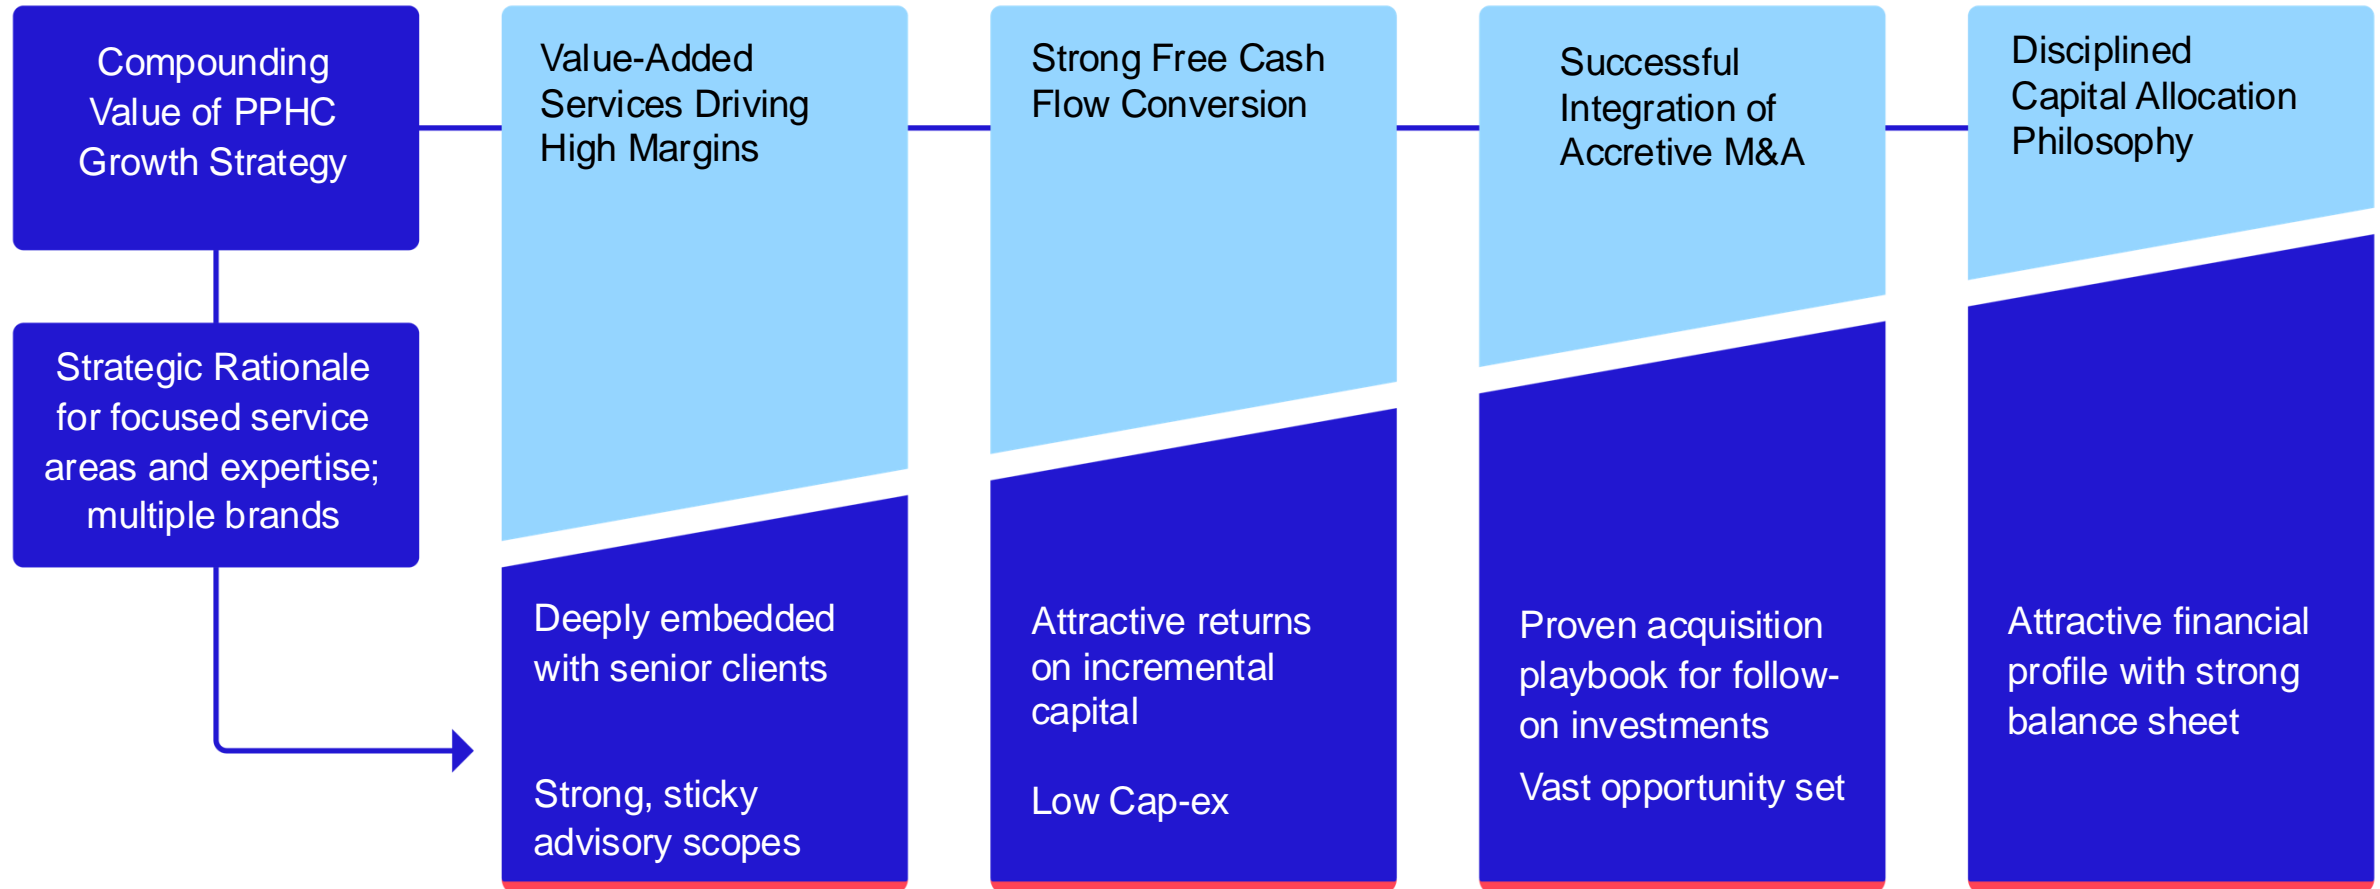 Compounding
Value of PPHC
Growth Strategy
Strategic Rationale
for focused service
areas and expertise;
multiple brands
Value-Added
Services Driving
High Margins
Deeply embedded
with senior clients
Strong, sticky
advisory scopes
Strong Free Cash
Flow Conversion
Attractive returns
on incremental
capital
Low Cap-ex
Successful
Integration of
Accretive M&A
Proven acquisition
playbook for follow-
on investments
Vast opportunity set
Disciplined
Capital Allocation
Philosophy
Attractive financial
profile with strong
balance sheet